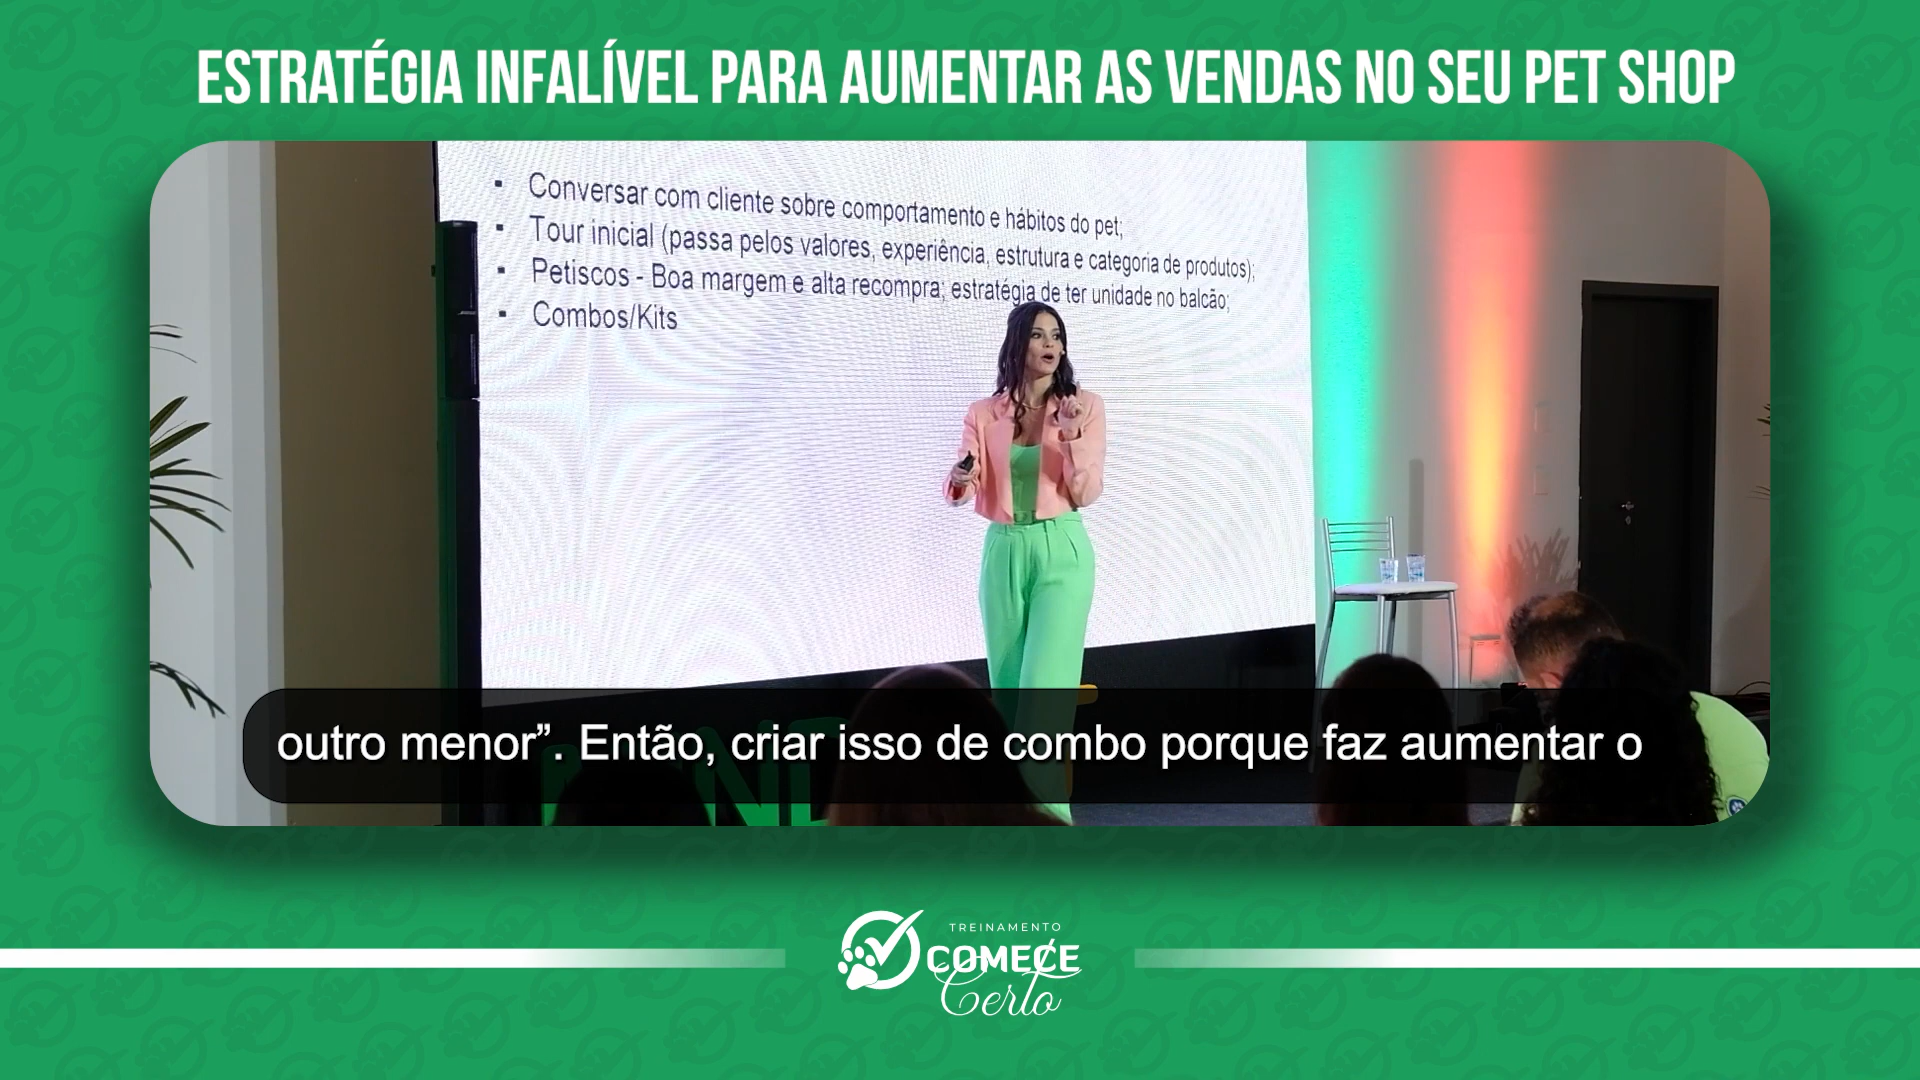 ESTRATÉGIA INFALÍVEL PARA AUMENTAR AS VENDAS NO SEU PET SHOP
▪ Conversar com cliente sobre comportamento e hábitos do pet;
▪ Tour inicial (passa pelos valores, experiência, estrutura e categoria de produtos);
▪ Petiscos - Boa margem e alta recompra; estratégia de ter unidade no balcão;
▪ Combos/Kits
outro menor”. Então, criar isso de combo porque faz aumentar o
TREINAMENTO
COMECE
Certo